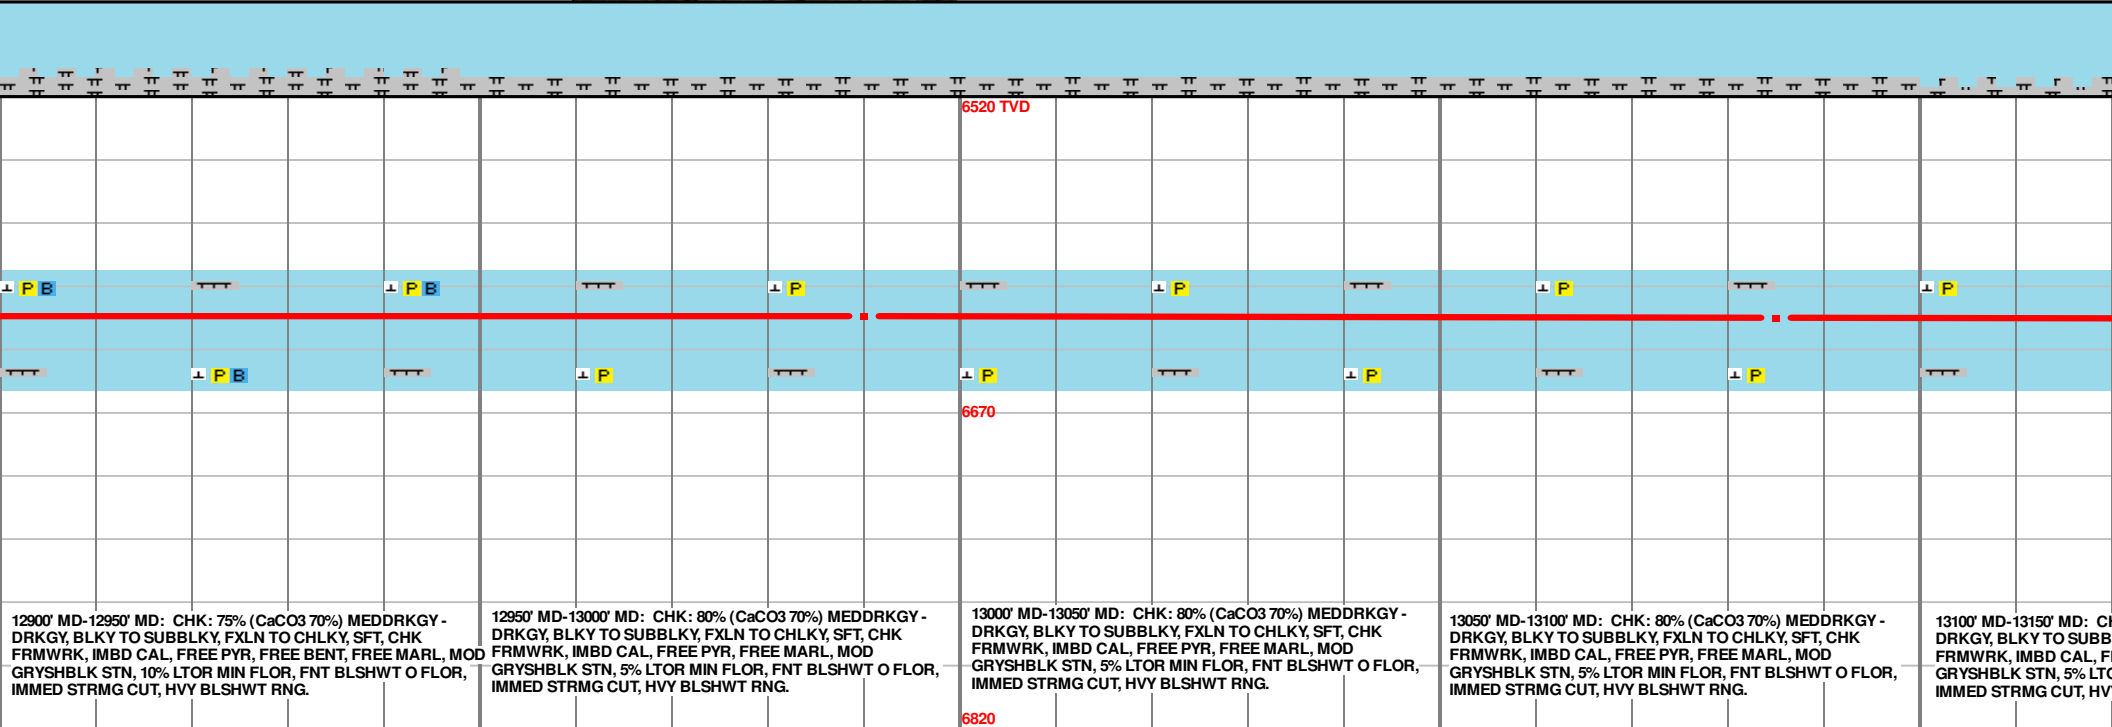 6520 TVD
P B
P B
P
P
P
P
P B
P
P
P
P
6670
12900' MD-12950' MD: CHK: 75% (CaCO3 70%) MEDDRKGY -
DRKGY, BLKY TO SUBBLKY, FXLN TO CHLKY, SFT, CHK
FRMWRK, IMBD CAL, FREE PYR, FREE BENT, FREE MARL, MOD
GRYSHBLK STN, 10% LTOR MIN FLOR, FNT BLSHWT O FLOR,
IMMED STRMG CUT, HVY BLSHWT RNG.
12950' MD-13000' MD: CHK: 80% (CaCO3 70%) MEDDRKGY -
DRKGY, BLKY TO SUBBLKY, FXLN TO CHLKY, SFT, CHK
FRMWRK, IMBD CAL, FREE PYR, FREE MARL, MOD
GRYSHBLK STN, 5% LTOR MIN FLOR, FNT BLSHWT O FLOR,
IMMED STRMG CUT, HVY BLSHWT RNG.
13000' MD-13050' MD: CHK: 80% (CaCO3 70%) MEDDRKGY -
DRKGY, BLKY TO SUBBLKY, FXLN TO CHLKY, SFT, CHK
FRMWRK, IMBD CAL, FREE PYR, FREE MARL, MOD
GRYSHBLK STN, 5% LTOR MIN FLOR, FNT BLSHWT O FLOR,
IMMED STRMG CUT, HVY BLSHWT RNG.
13050' MD-13100' MD: CHK: 80% (CaCO3 70%) MEDDRKGY -
DRKGY, BLKY TO SUBBLKY, FXLN TO CHLKY, SFT, CHK
FRMWRK, IMBD CAL, FREE PYR, FREE MARL, MOD
GRYSHBLK STN, 5% LTOR MIN FLOR, FNT BLSHWT O FLOR,
IMMED STRMG CUT, HVY BLSHWT RNG.
13100' MD-13150' MD:
DRKGY, BLKY TO
FRMWRK, IMBD CAL,
GRYSHBLK STN, 5%
IMMED STRMG CUT,
6820